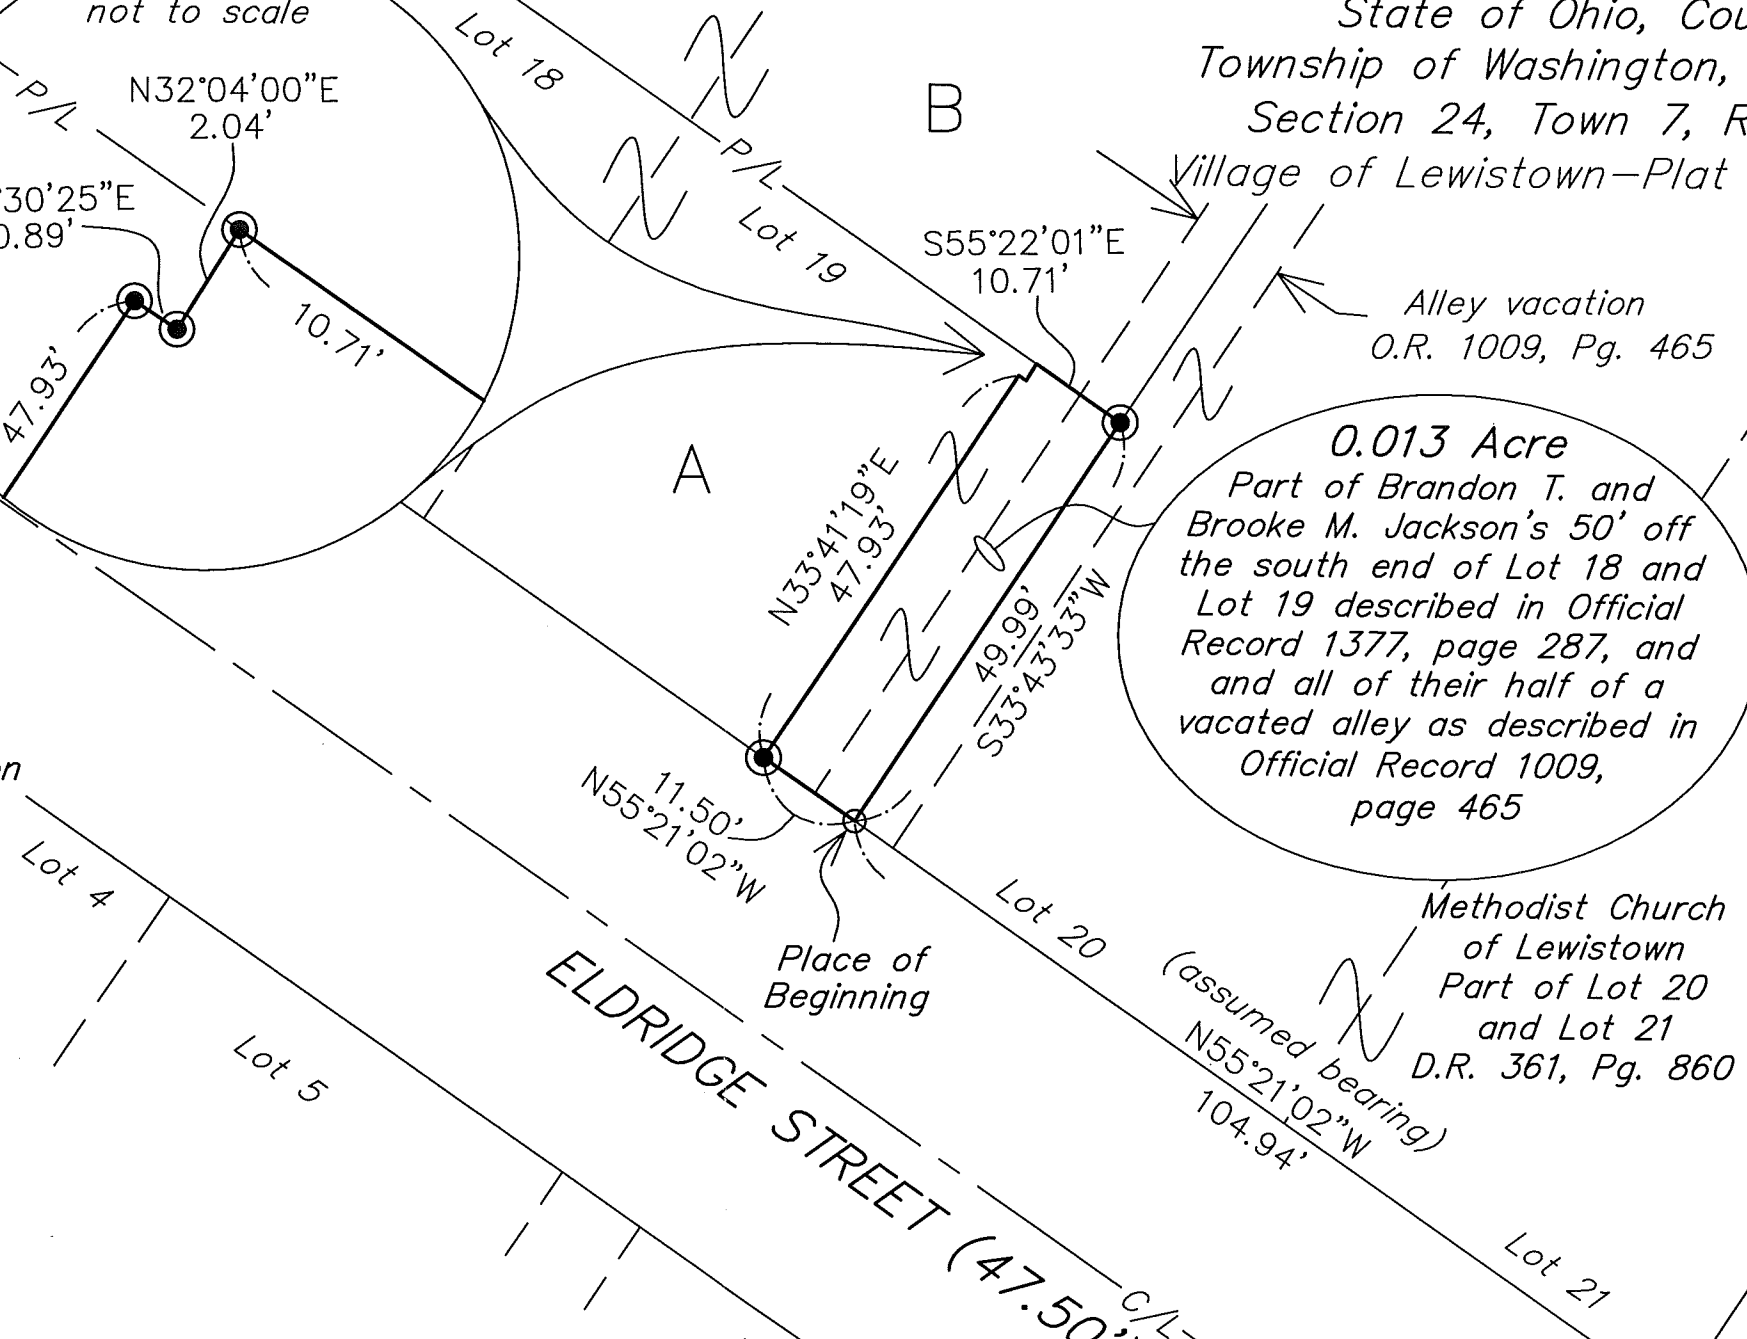 not to scale
P/L
N32°04'00"E
2.04'
°30'25"E
0.89'
10.71'
47.93'
Lot 18
P/L
Lot 19
B
State of Ohio, Cou
Township of Washington,
Section 24, Town 7, R
Village of Lewistown-Plat
S55°22'01"E
10.71'
Alley vacation
O.R. 1009, Pg. 465
A
N33°41'19"E
47.93'
49.99'
S33°43'33"W
0.013 Acre
Part of Brandon T. and
Brooke M. Jackson's 50' off
the south end of Lot 18 and
Lot 19 described in Official
Record 1377, page 287, and
and all of their half of a
vacated alley as described in
Official Record 1009,
page 465
11.50'
N55°21'02"W
Place of
Beginning
Lot 4
Lot 5
ELDRIDGE STREET (47.50'
C/L
Lot 20
(assumed bearing)
N55°21'02"W
104.94'
Methodist Church
of Lewistown
Part of Lot 20
and Lot 21
D.R. 361, Pg. 860
Lot 21